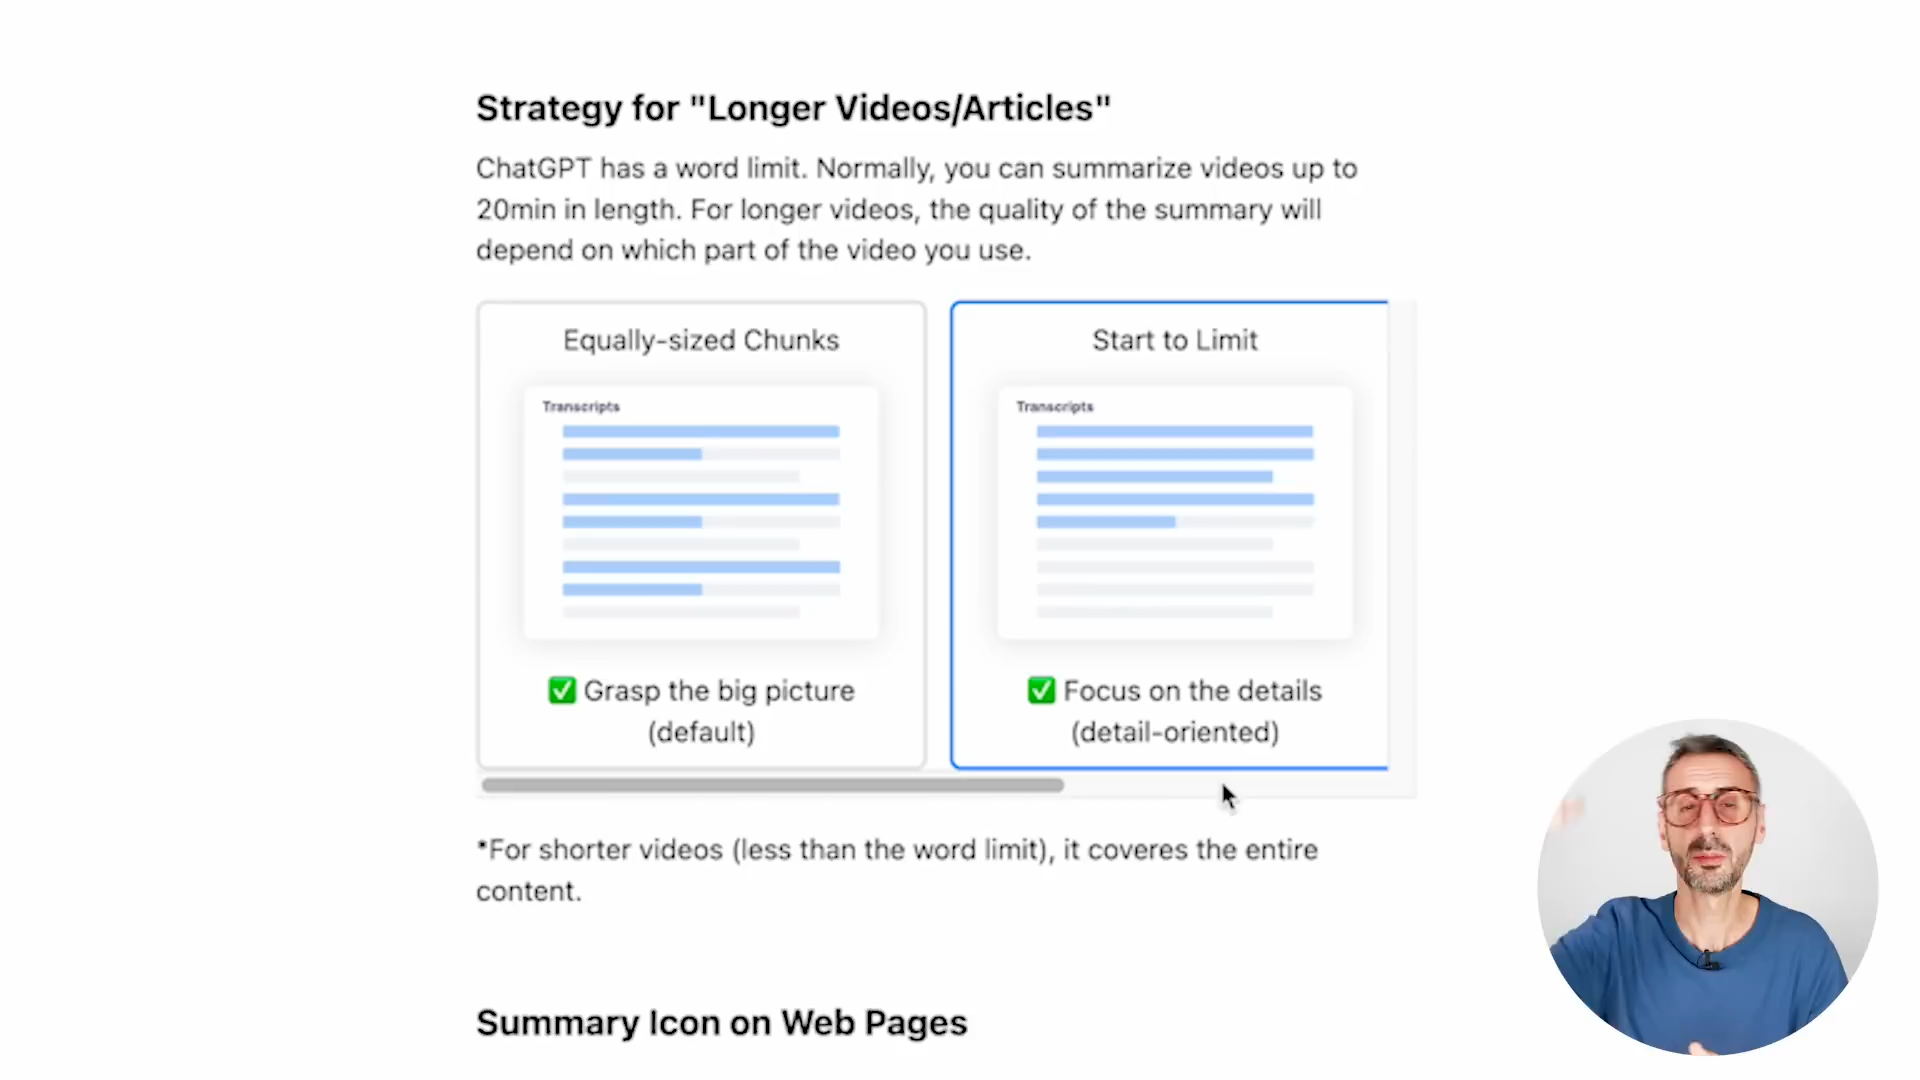 Strategy for "Longer Videos/Articles"
ChatGPT has a word limit. Normally, you can summarize videos up to
20min in length. For longer videos, the quality of the summary will
depend on which part of the video you use.
Equally-sized Chunks
Transcripts
✅ Grasp the big picture
(default)
Start to Limit
Transcripts
✅ Focus on the details
(detail-oriented)
*For shorter videos (less than the word limit), it coveres the entire
content.
Summary Icon on Web Pages